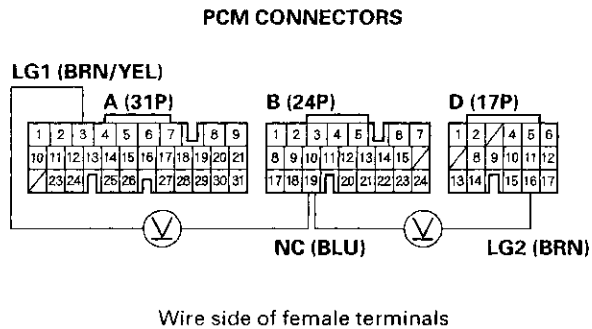 PCM CONNECTORS
LG1 (BRN/YEL)
A (31P) B (24P) D (17P)
1 2 3 4 5 6 7 8 9 1 2 3 4 5 6 7 1 2 4 5 6
10 11 12 13 14 15 16 17 18 19 20 21 8 9 10 11 12 13 14 15 8 9 10 11 12
23 24 25 26 27 28 29 30 31 17 18 19 20 21 22 23 24 13 14 15 16 17
V V
NC (BLU) LG2 (BRN)
Wire side of female terminals